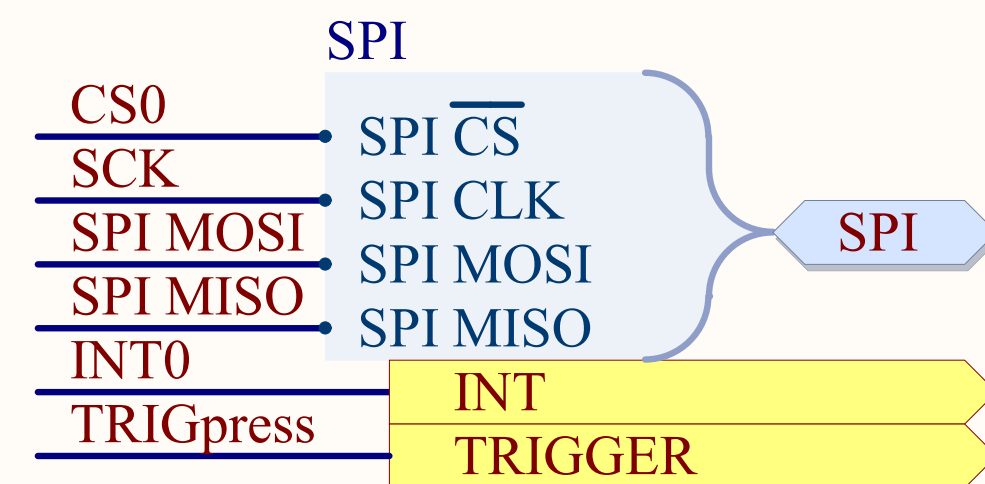 SPI
CS0
SPI CS
SCK
SPI CLK
SPI
SPI MOSI
SPI MOSI
SPI MISO
SPI MISO
INT0
INT
TRIGpress
TRIGGER